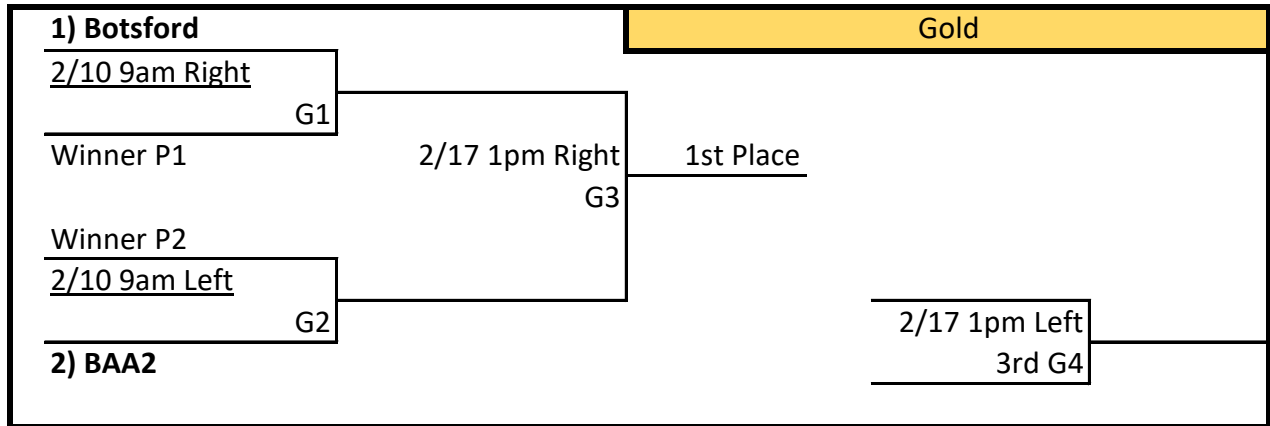 1) Botsford
Gold
2/10 9am Right
G1
Winner P1
2/17 1pm Right
1st Place
G3
Winner P2
2/10 9am Left
G2
2/17 1pm Left
2) BAA2
3rd G4